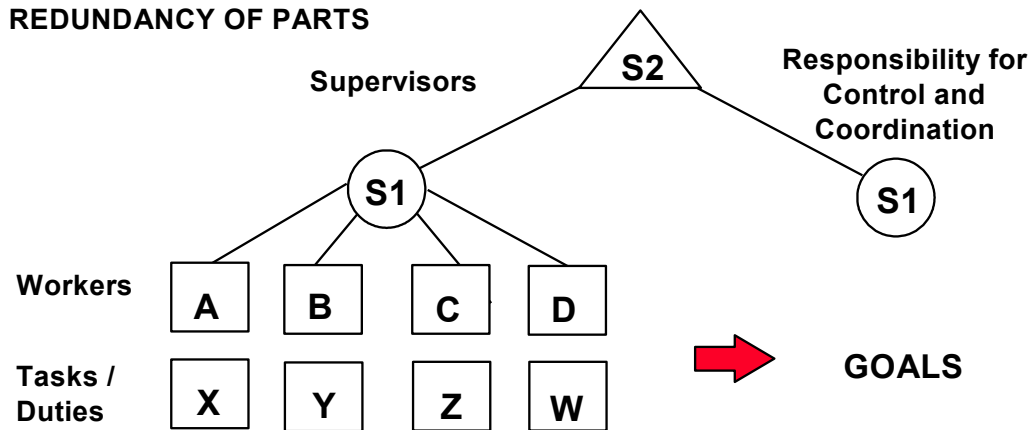 REDUNDANCY OF PARTS
S2
Supervisors
Responsibility for
Control and
Coordination
S1
S1
Workers
A
B
C
D
Tasks /
Duties
X
Y
Z
W
GOALS